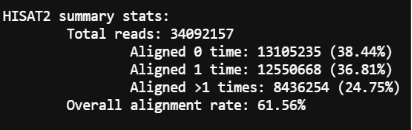 HISAT2 summary stats:
Total reads: 34092157
Aligned 0 time: 13105235 (38.44%)
Aligned 1 time: 12550668 (36.81%)
Aligned >1 times: 8436254 (24.75%)
Overall alignment rate: 61.56%